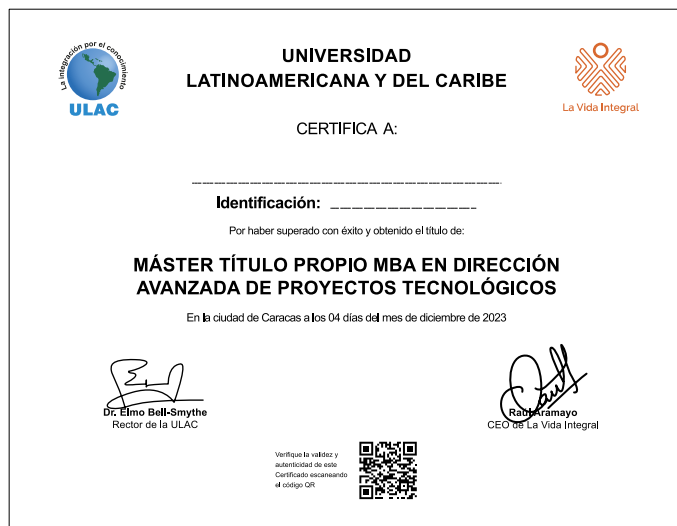 La integración por el conocimiento
ULAC
UNIVERSIDAD
LATINOAMERICANA Y DEL CARIBE
La Vida Integral
CERTIFICA A:
Identificación:
Por haber superado con éxito y obtenido el título de:
MÁSTER TÍTULO PROPIO MBA EN DIRECCIÓN
AVANZADA DE PROYECTOS TECNOLÓGICOS
En la ciudad de Caracas a los 04 días del mes de diciembre de 2023
Dr. Elmo Bell-Smythe
Rector de la ULAC
Raúl Aramayo
CEO de La Vida Integral
Verifique la validez y
autenticidad de este
Certificado escaneando
el código QR